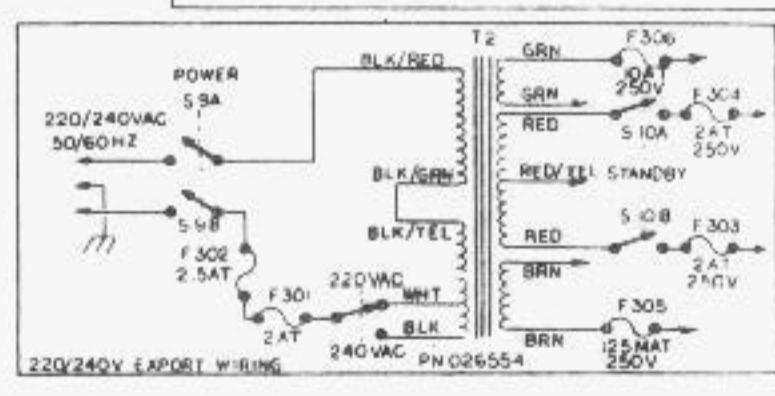 T2
BLK/RED
GRN
F306
10A
250V
POWER
S9A
220/240VAC
50/60HZ
GRN
RED
S10A
F304
2AT
250V
BLK/GRN
RED/YEL STANDBY
S9B
BLK/YEL
RED
S10B
F303
2AT
250V
F302
2.5AT
F301
2AT
220VAC
WHT
BRN
F305
BLK
240VAC
BRN
125MAT
250V
220/240V EXPORT WIRING
PN 026554